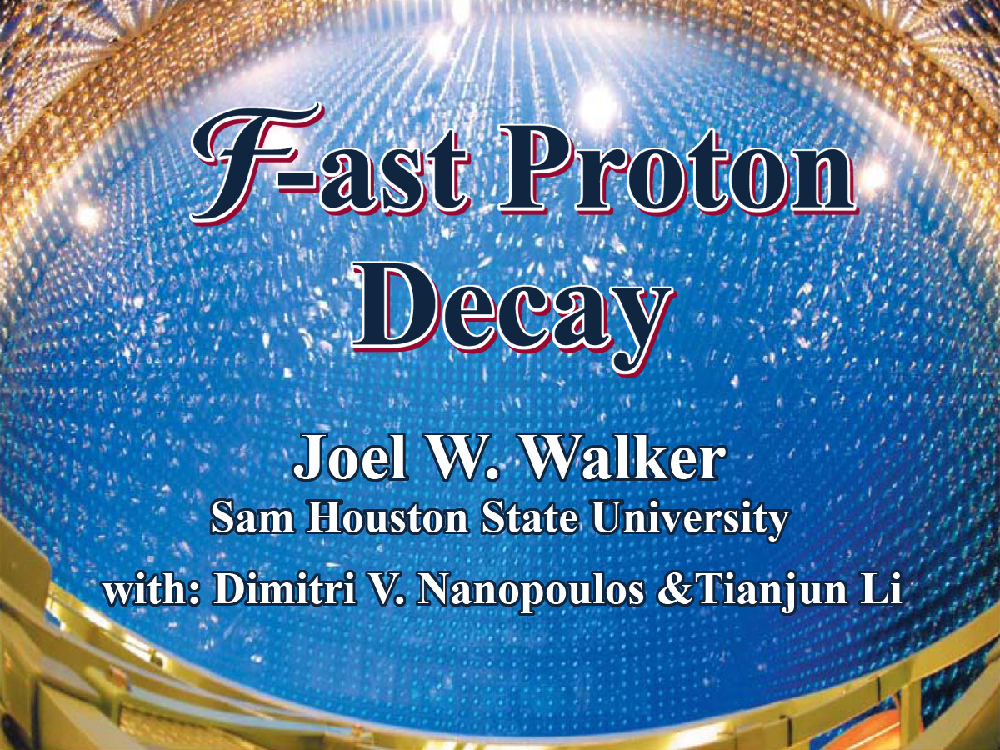 F-ast Proton
Decay
Joel W. Walker
Sam Houston State University
with: Dimitri V. Nanopoulos &Tianjun Li